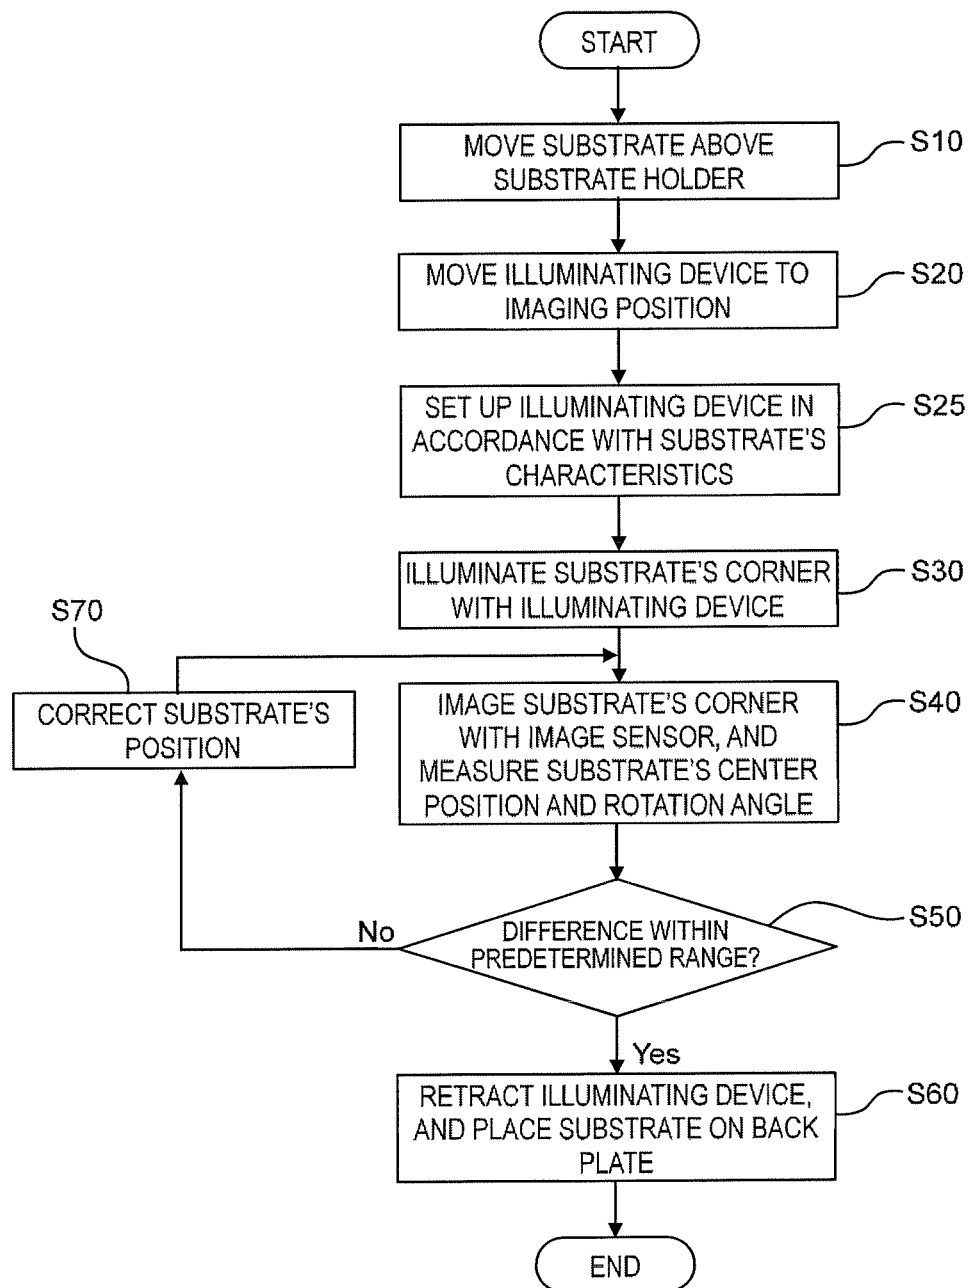 START
MOVE SUBSTRATE ABOVE
SUBSTRATE HOLDER
S10
MOVE ILLUMINATING DEVICE TO
IMAGING POSITION
S20
SET UP ILLUMINATING DEVICE IN
ACCORDANCE WITH SUBSTRATE'S
CHARACTERISTICS
S25
ILLUMINATE SUBSTRATE'S CORNER
WITH ILLUMINATING DEVICE
S30
S70
CORRECT SUBSTRATE'S
POSITION
IMAGE SUBSTRATE'S CORNER
WITH IMAGE SENSOR, AND
MEASURE SUBSTRATE'S CENTER
POSITION AND ROTATION ANGLE
S40
No
DIFFERENCE WITHIN
PREDETERMINED RANGE?
S50
Yes
RETRACT ILLUMINATING DEVICE,
AND PLACE SUBSTRATE ON BACK
PLATE
S60
END